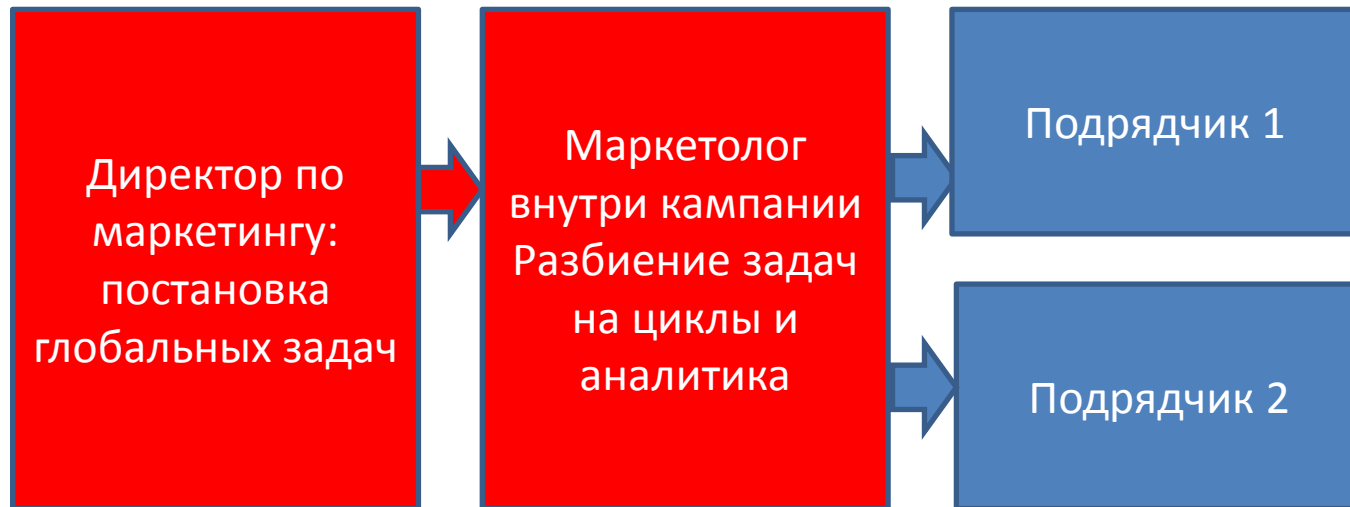 Директор по
маркетингу:
постановка
глобальных задач
Маркетолог
внутри кампании
Разбиение задач
на циклы и
аналитика
Подрядчик 1
Подрядчик 2